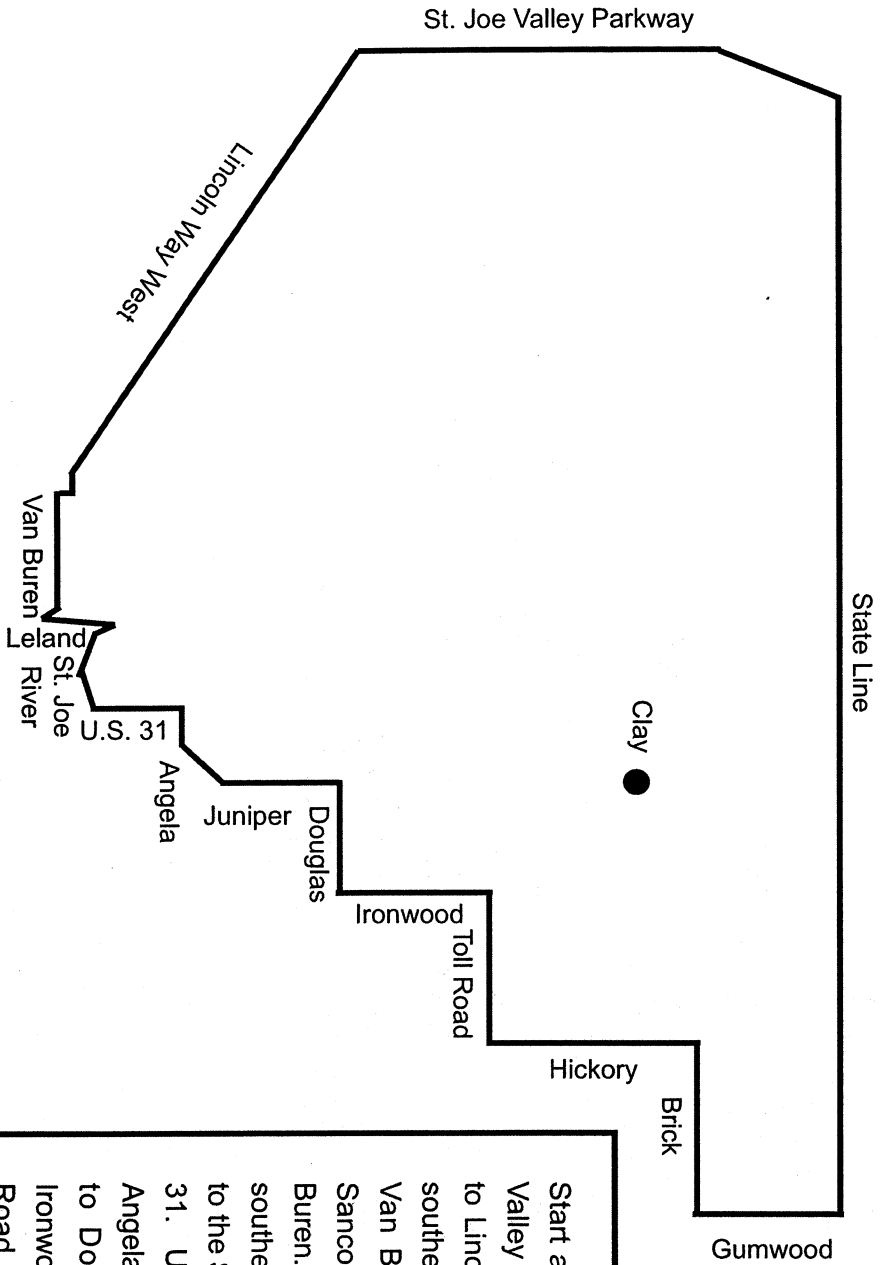 St. Joe Valley Parkway
Lincoln Way West
State Line
Van Buren
Leland
St. Joe
River
U.S. 31
Angela
Juniper
Douglas
Clay
Ironwood
Toll Road
Hickory
Brick
Gumwood
Start a
Valley
to Linc
southe
Van B
Sanco
Buren.
southe
to the
31. U
Angela
to Do
Ironwo
Road